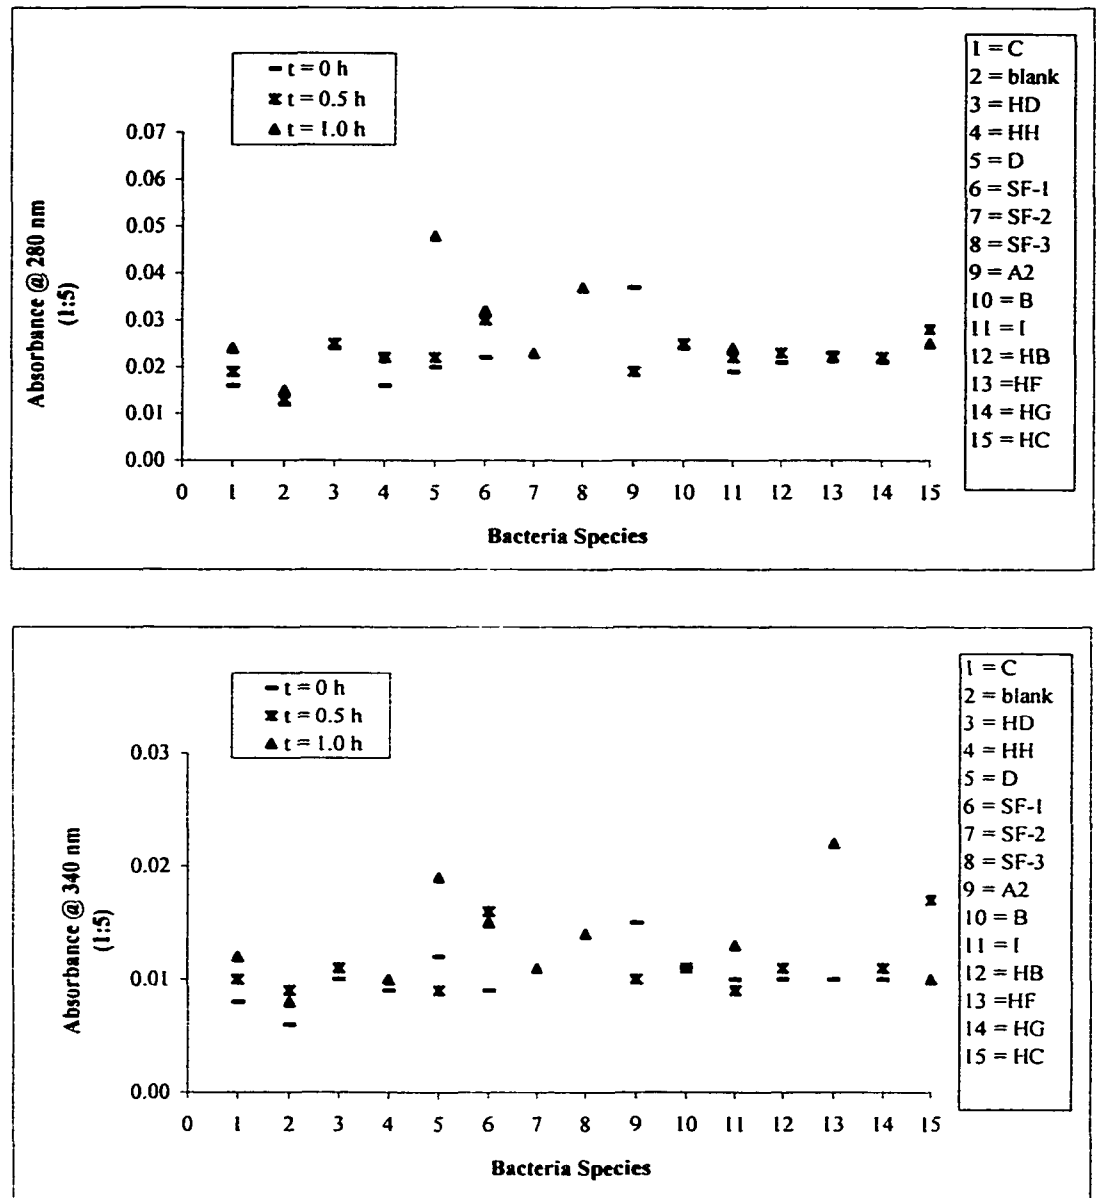 t = 0 h
t = 0.5 h
t = 1.0 h
1 = C
2 = blank
3 = HD
4 = HH
5 = D
6 = SF-1
7 = SF-2
8 = SF-3
9 = A2
10 = B
11 = I
12 = HB
13 =HF
14 = HG
15 = HC
Absorbance @ 280 nm
(1:5)
0.07
0.06
0.05
0.04
0.03
0.02
0.01
0.00
0 1 2 3 4 5 6 7 8 9 10 11 12 13 14 15
Bacteria Species
t = 0 h
t = 0.5 h
t = 1.0 h
1 = C
2 = blank
3 = HD
4 = HH
5 = D
6 = SF-1
7 = SF-2
8 = SF-3
9 = A2
10 = B
11 = I
12 = HB
13 =HF
14 = HG
15 = HC
Absorbance @ 340 nm
(1:5)
0.03
0.02
0.01
0.00
0 1 2 3 4 5 6 7 8 9 10 11 12 13 14 15
Bacteria Species